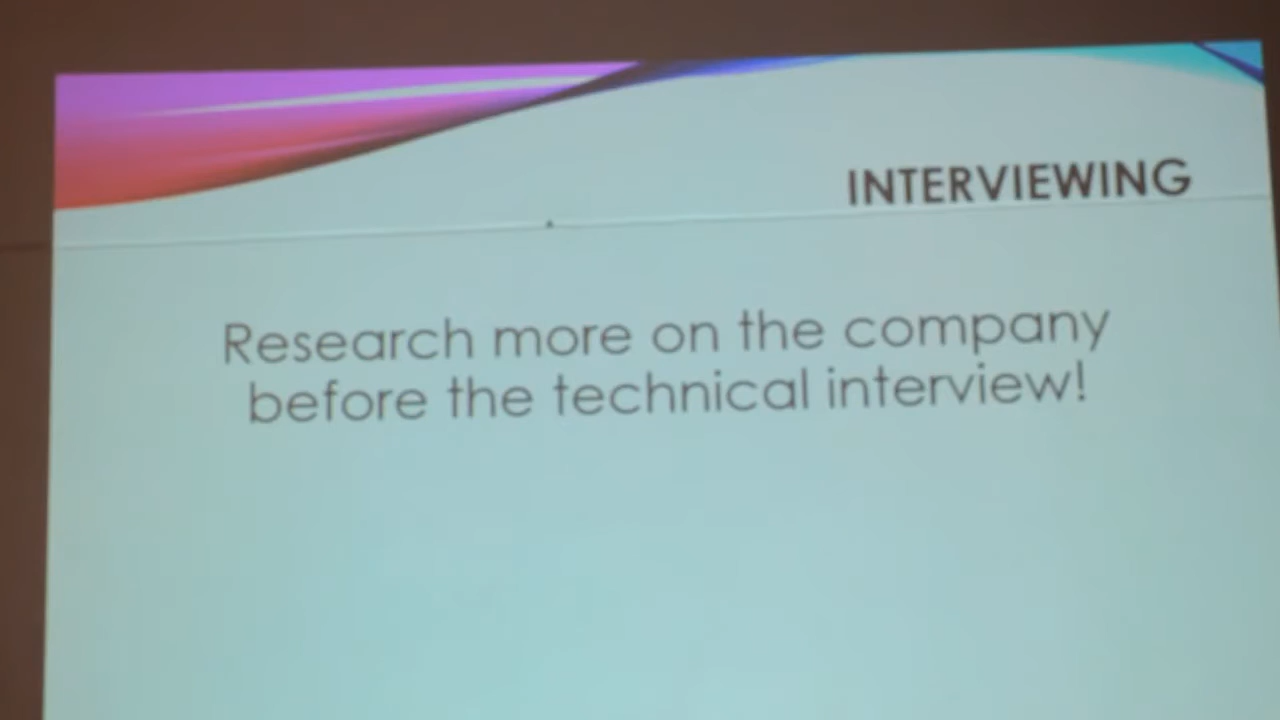 INTERVIEWING
Research more on the company
before the technical interview!